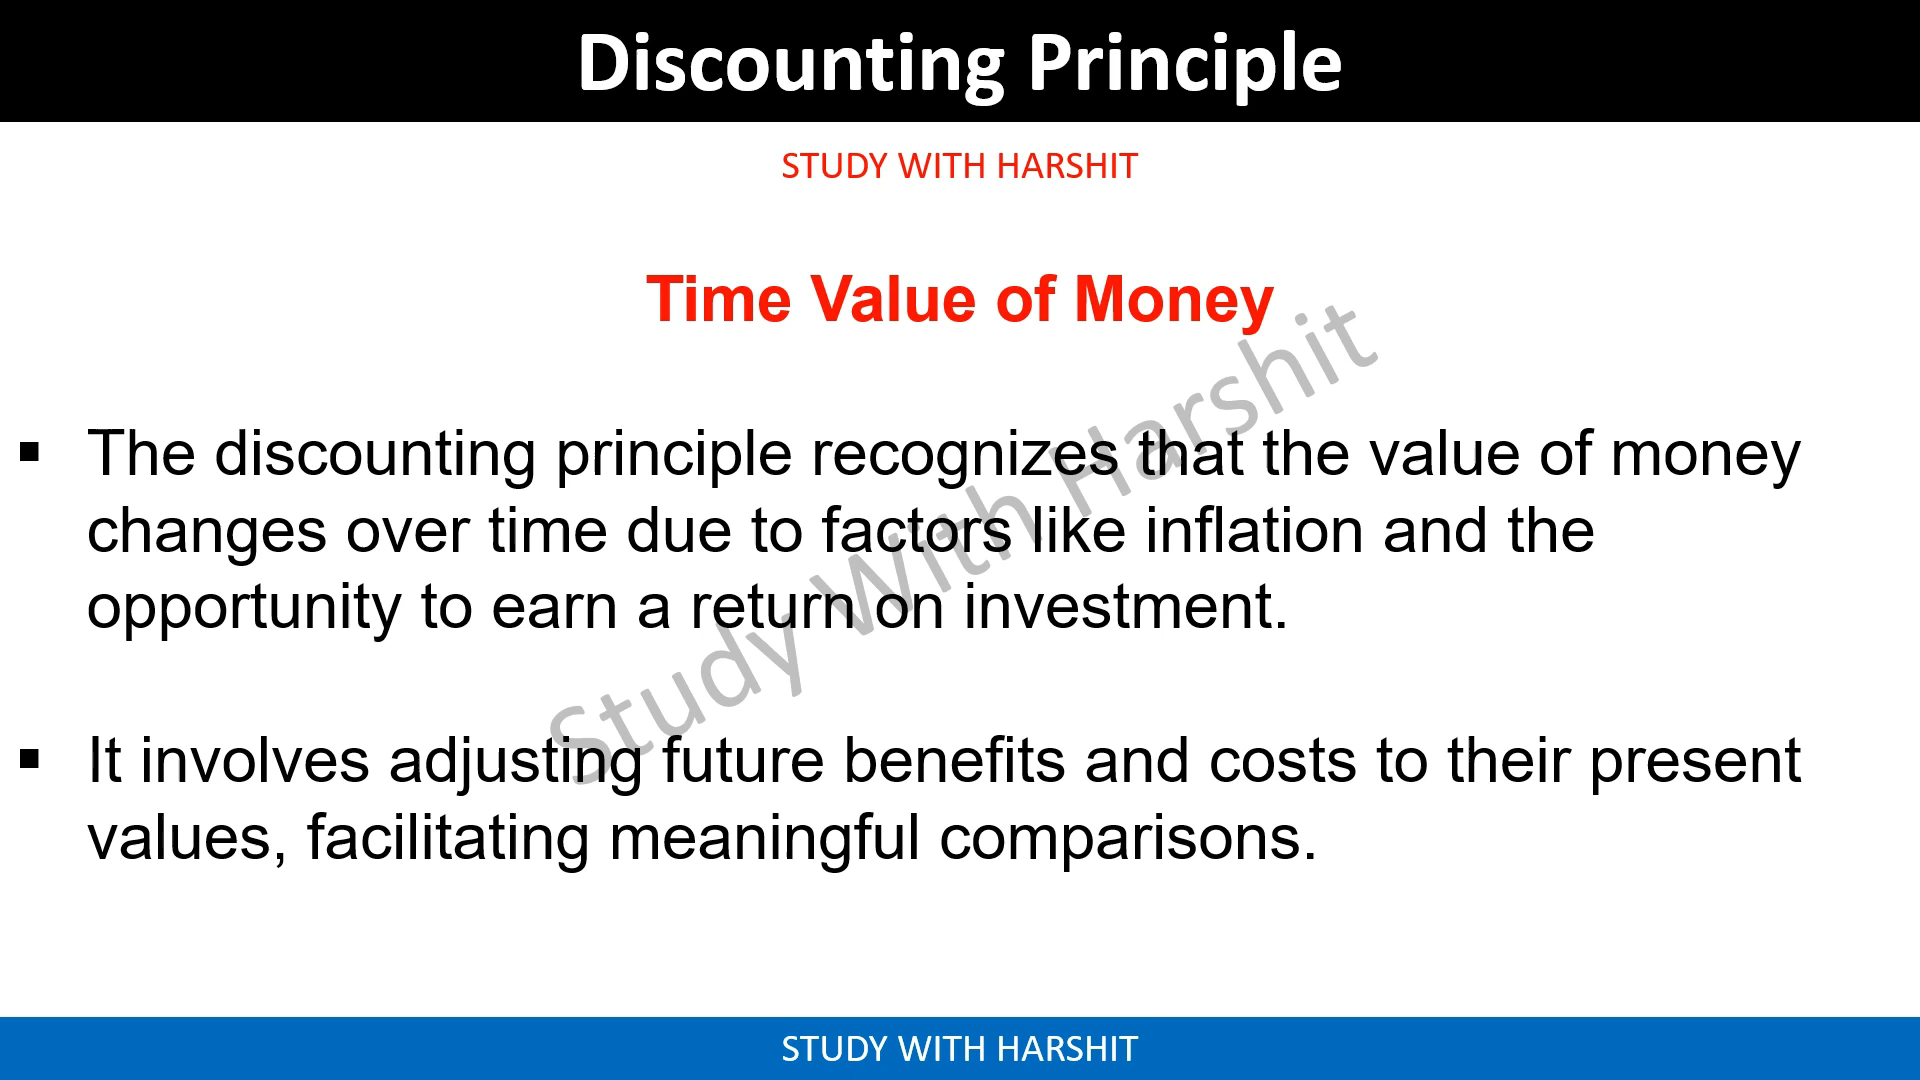 Discounting Principle
STUDY WITH HARSHIT
Time Value of Money
▪ The discounting principle recognizes that the value of money
changes over time due to factors like inflation and the
opportunity to earn a return on investment.
▪ It involves adjusting future benefits and costs to their present
values, facilitating meaningful comparisons.
Study With Harshit
STUDY WITH HARSHIT